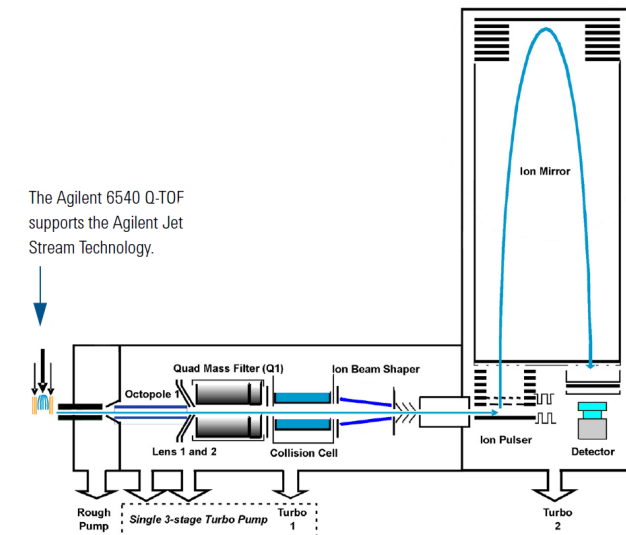 Ion Mirror
The Agilent 6540 Q-TOF
supports the Agilent Jet
Stream Technology.
Quad Mass Filter (Q1)
Ion Beam Shaper
Octopole 1
Lens 1 and 2
Collision Cell
Ion Pulser
Detector
Rough
Pump
Single 3-stage Turbo Pump
Turbo
1
Turbo
2